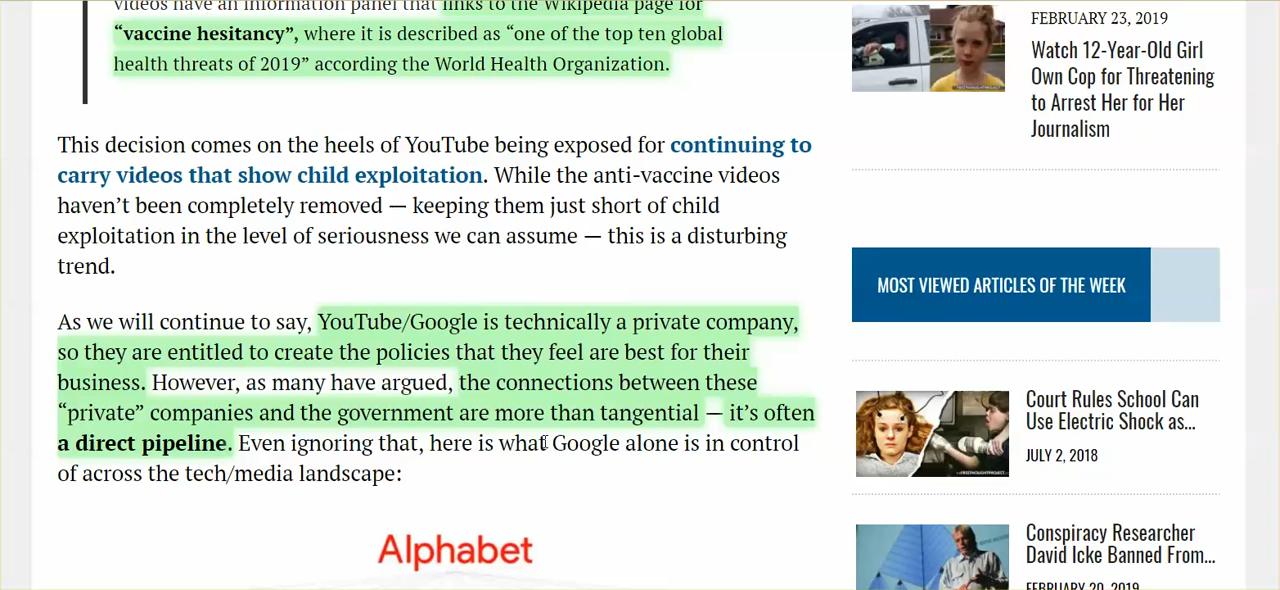 videos have an information panel that links to the Wikipedia page for
“vaccine hesitancy”, where it is described as “one of the top ten global
health threats of 2019” according the World Health Organization.
This decision comes on the heels of YouTube being exposed for continuing to
carry videos that show child exploitation. While the anti-vaccine videos
haven’t been completely removed — keeping them just short of child
exploitation in the level of seriousness we can assume — this is a disturbing
trend.
As we will continue to say, YouTube/Google is technically a private company,
so they are entitled to create the policies that they feel are best for their
business. However, as many have argued, the connections between these
“private” companies and the government are more than tangential — it’s often
a direct pipeline. Even ignoring that, here is what Google alone is in control
of across the tech/media landscape:
Alphabet
FEBRUARY 23, 2019
Watch 12-Year-Old Girl
Own Cop for Threatening
to Arrest Her for Her
Journalism
MOST VIEWED ARTICLES OF THE WEEK
Court Rules School Can
Use Electric Shock as...
JULY 2, 2018
Conspiracy Researcher
David Icke Banned From...
FEBRUARY 20, 2019